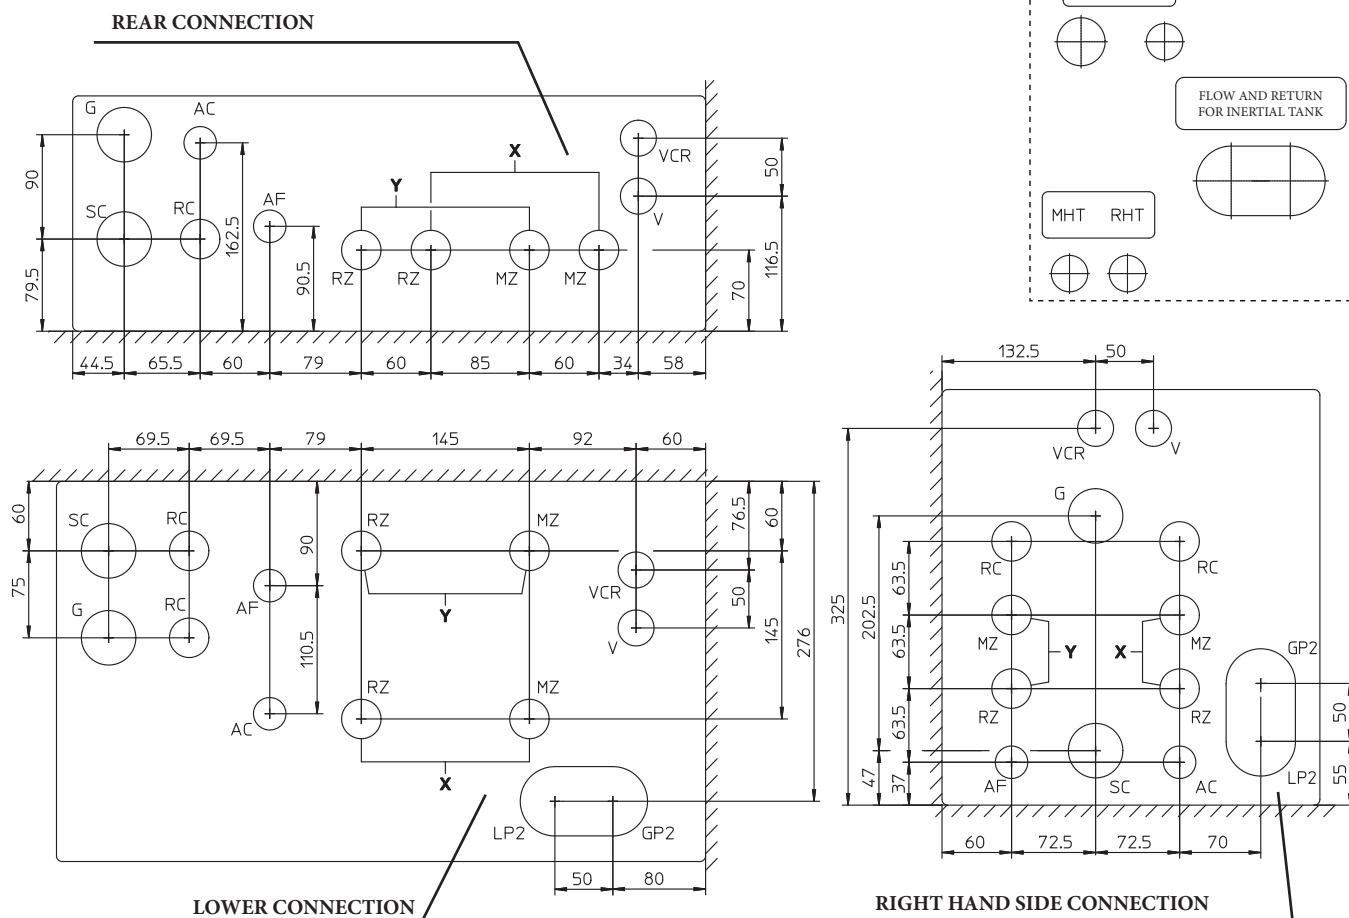 REAR CONNECTION
G
AC
SC
RC
AF
Y
X
RZ
RZ
MZ
MZ
VCR
V
90
79.5
162.5
90.5
50
116.5
70
44.5 65.5 60 79 60 85 60 34 58
FLOW AND RETURN
FOR INERTIAL TANK
MHT RHT
69.5 69.5 79 145 92 60
60
75
SC
RC
G
RC
90
110.5
AF
AC
RZ
MZ
Y
RZ
MZ
X
VCR
V
76.5
50
60
145
276
LP2
GP2
50 80
LOWER CONNECTION
132.5 50
VCR
V
G
RC
RC
MZ
MZ
Y
X
RZ
RZ
AF
SC
AC
GP2
LP2
325
202.5
47
63.5
63.5
63.5
37
50
55
60 72.5 72.5 70
RIGHT HAND SIDE CONNECTION